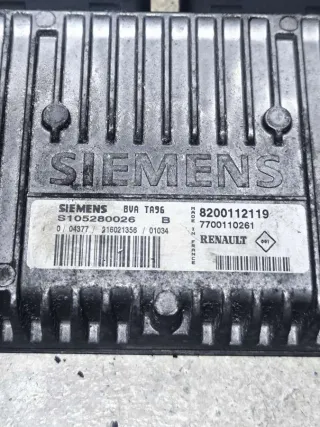 SIEMENS
SIEMENS BVA TA96
S105280026 B
0 / 04377 / 316021356 / 01034
MADE IN FRANCE
8200112119
7700110261
RENAULT